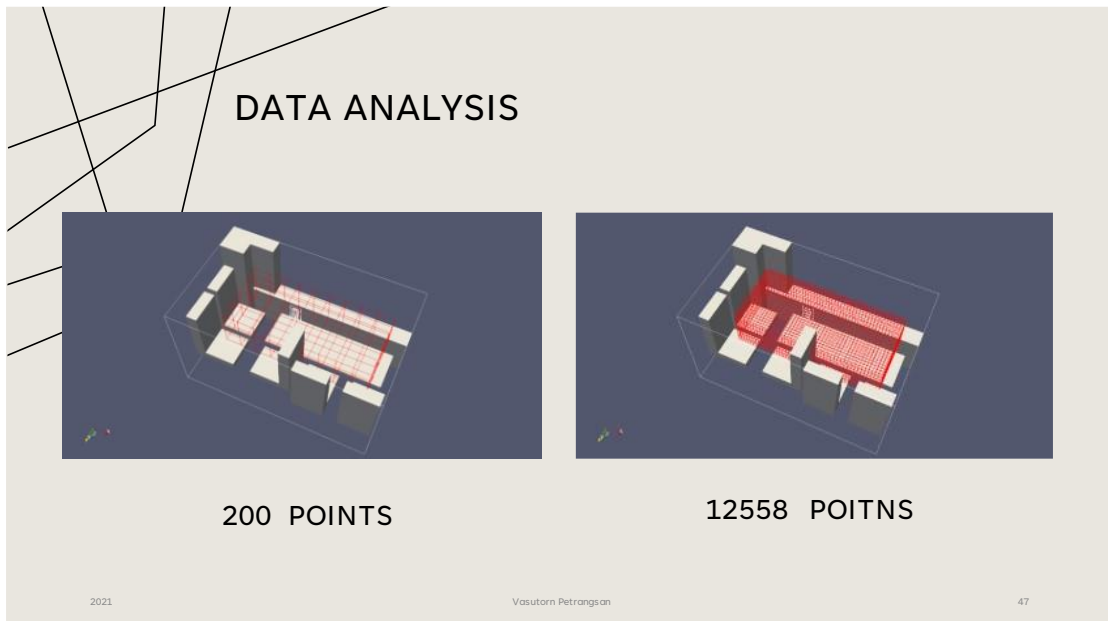 DATA ANALYSIS
200 POINTS
12558 POITNS
2021
Vasutorn Petrangsan
47